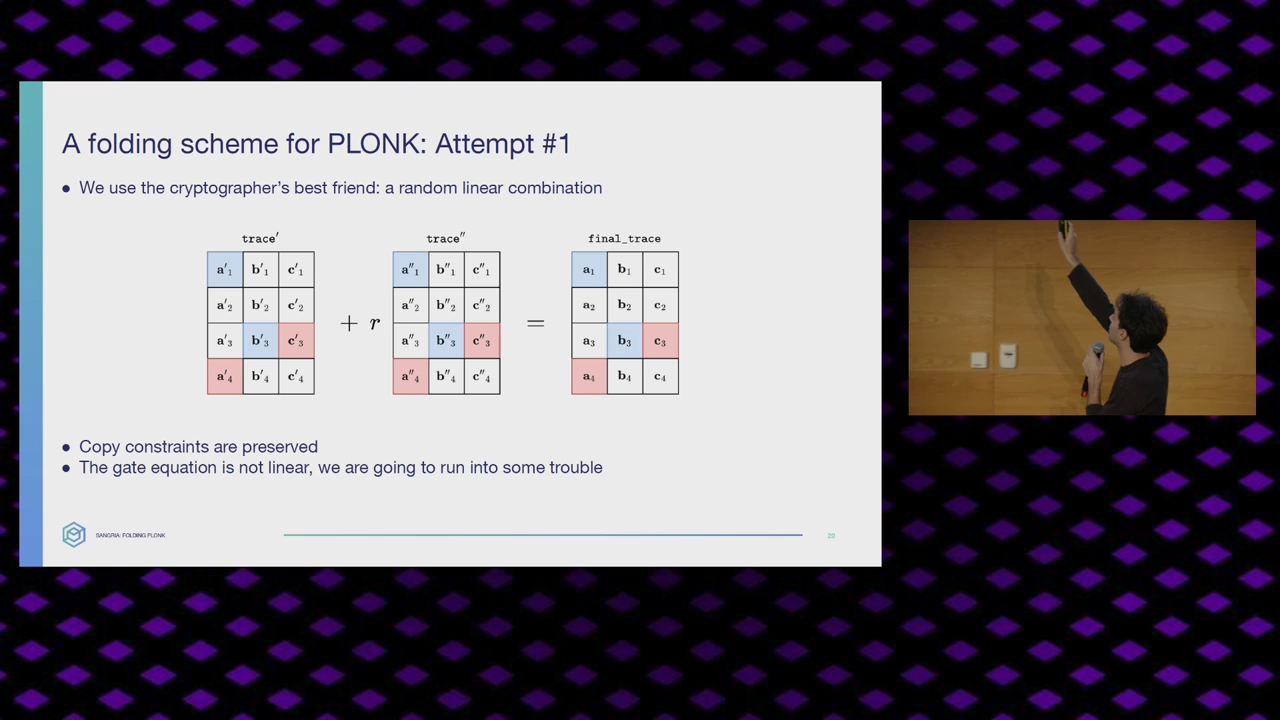 A folding scheme for PLONK: Attempt #1
● We use the cryptographer's best friend: a random linear combination
trace′ trace″ final_trace
a′₁ b′₁ c′₁ a″₁ b″₁ c″₁ a₁ b₁ c₁
a′₂ b′₂ c′₂ a″₂ b″₂ c″₂ a₂ b₂ c₂
+ r =
a′₃ b′₃ c′₃ a″₃ b″₃ c″₃ a₃ b₃ c₃
a′₄ b′₄ c′₄ a″₄ b″₄ c″₄ a₄ b₄ c₄
● Copy constraints are preserved
● The gate equation is not linear, we are going to run into some trouble
SANGRIA: FOLDING PLONK 20